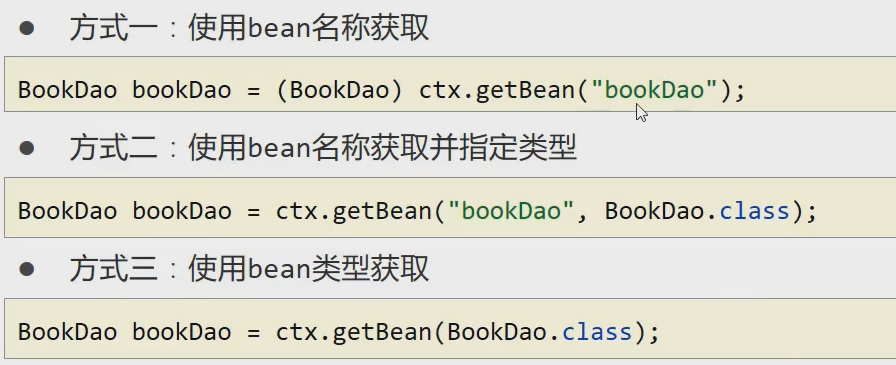 ● 方式一：使用bean名称获取
BookDao bookDao = (BookDao) ctx.getBean("bookDao");
● 方式二：使用bean名称获取并指定类型
BookDao bookDao = ctx.getBean("bookDao", BookDao.class);
● 方式三：使用bean类型获取
BookDao bookDao = ctx.getBean(BookDao.class);